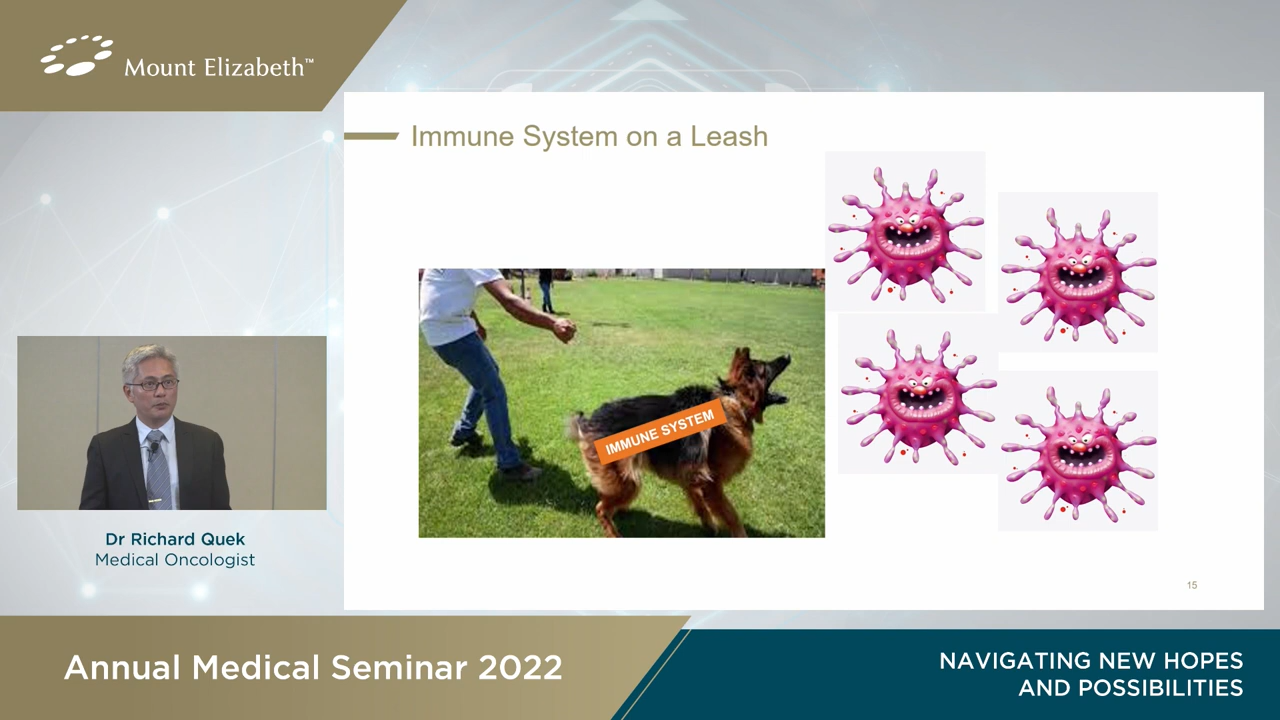 Mount Elizabeth™
Immune System on a Leash
IMMUNE SYSTEM
Dr Richard Quek
Medical Oncologist
15
Annual Medical Seminar 2022
NAVIGATING NEW HOPES
AND POSSIBILITIES